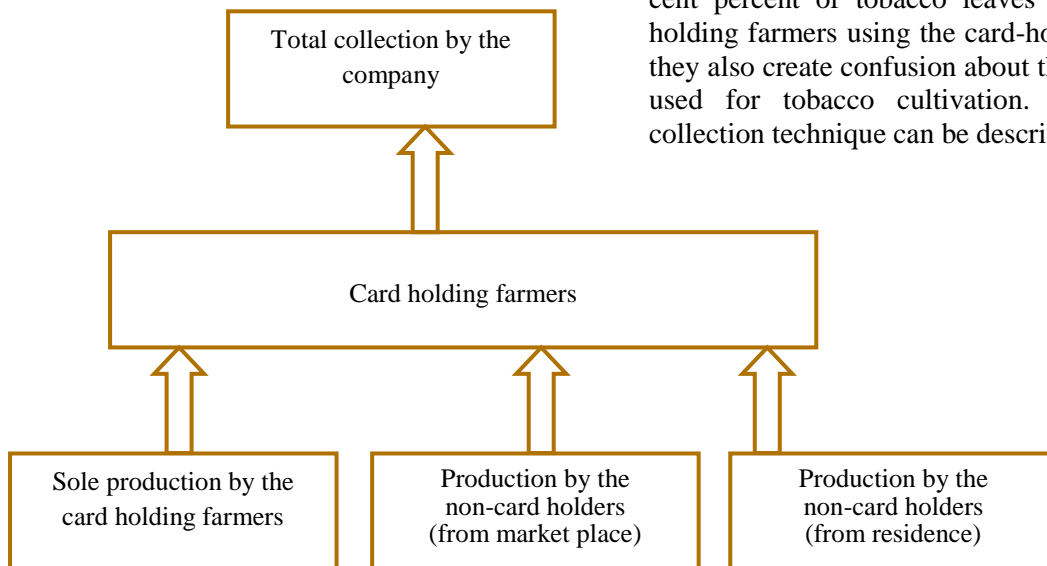 cent percent of tobacco leaves
holding farmers using the card-ho
they also create confusion about th
used for tobacco cultivation.
collection technique can be descri
Total collection by the
company
Card holding farmers
Sole production by the
card holding farmers
Production by the
non-card holders
(from market place)
Production by the
non-card holders
(from residence)